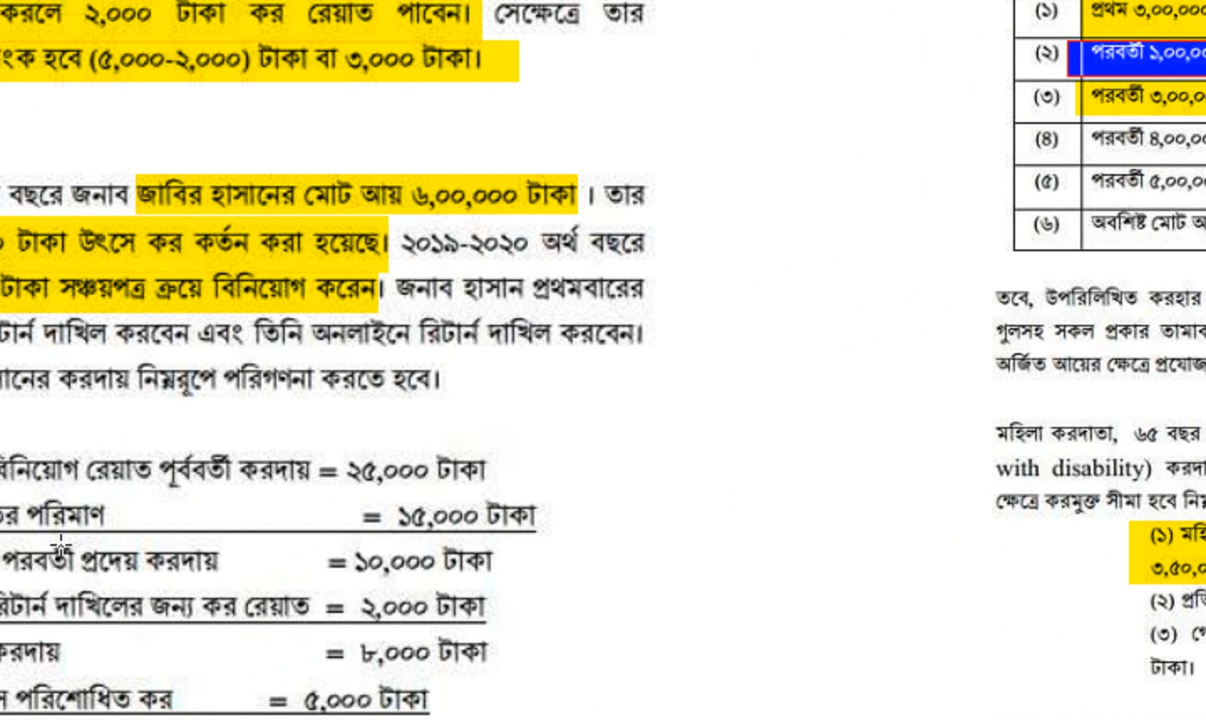 করলে ২,০০০ টাকা কর রেয়াত পাবেন। সেক্ষেত্রে তার
হবে (৫,০০০-২,০০০) টাকা বা ৩,০০০ টাকা।
বছরে জনাব জাবির হাসানের মোট আয় ৬,০০,০০০ টাকা । তার
টাকা উৎসে কর কর্তন করা হয়েছে। ২০১৯-২০২০ অর্থ বছরে
টাকা সঞ্চয়পত্র ক্রয়ে বিনিয়োগ করেন। জনাব হাসান প্রথমবারের
দাখিল করবেন এবং তিনি অনলাইনে রিটার্ন দাখিল করবেন।
করদায় নিম্নরূপে পরিগণনা করতে হবে।
বিনিয়োগ রেয়াত পূর্ববর্তী করদায় = ২৫,০০০ টাকা
পরিমাণ = ১৫,০০০ টাকা
পরবর্তী প্রদেয় করদায় = ১০,০০০ টাকা
রিটার্ন দাখিলের জন্য কর রেয়াত = ২,০০০ টাকা
করদায় = ৮,০০০ টাকা
পরিশোধিত কর = ৫,০০০ টাকা
(১) প্রথম ৩,০০,০০০
(২) পরবর্তী ১,০০,০০
(৩) পরবর্তী ৩,০০,০
(৪) পরবর্তী ৪,০০,০০
(৫) পরবর্তী ৫,০০,০০
(৬) অবশিষ্ট মোট
তবে, উপরিলিখিত করহার
গুলসহ সকল প্রকার
অর্জিত আয়ের ক্ষেত্রে
মহিলা করদাতা, ৬৫ বছর
with disability)
ক্ষেত্রে করমুক্ত সীমা হবে
(১)
৩,৫০,০
(২)
(৩)
টাকা।